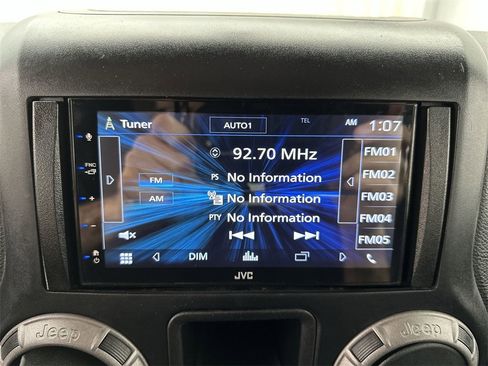 Tuner AUTO1 TEL AM 1:07
92.70 MHz FM01
FNC
PS No Information FM02
FM
No Information FM03
AM
PTY No Information FM04
FM05
DIM
JVC
Jeep Jeep